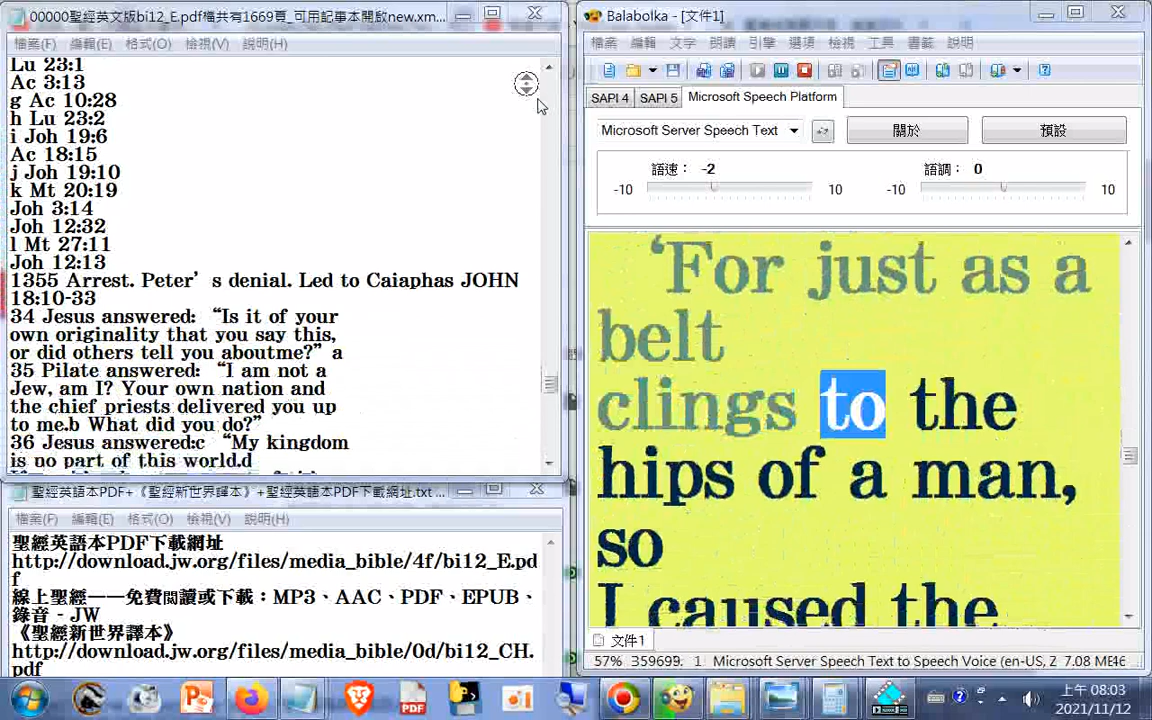 00000聖經英文版bi12_E.pdf檔共有1669頁_可用記事本開啟new.xm...
檔案(F) 編輯(E) 格式(O) 檢視(V) 說明(H)
Lu 23:1
Ac 3:13
g Ac 10:28
h Lu 23:2
i Joh 19:6
Ac 18:15
j Joh 19:10
k Mt 20:19
Joh 3:14
Joh 12:32
l Mt 27:11
Joh 12:13
1355 Arrest. Peter’s denial. Led to Caiaphas JOHN
18:10-33
34 Jesus answered: “Is it of your
own originality that you say this,
or did others tell you aboutme?” a
35 Pilate answered: “I am not a
Jew, am I? Your own nation and
the chief priests delivered you up
to me.b What did you do?”
36 Jesus answered:c “My kingdom
is no part of this world.d
聖經英語本PDF+《聖經新世界譯本》+聖經英語本PDF下載網址.txt ...
檔案(F) 編輯(E) 格式(O) 檢視(V) 說明(H)
聖經英語本PDF下載網址
http://download.jw.org/files/media_bible/4f/bi12_E.pd
f
線上聖經——免費閱讀或下載：MP3、AAC、PDF、EPUB、
錄音 - JW
《聖經新世界譯本》
http://download.jw.org/files/media_bible/0d/bi12_CH.
pdf
Balabolka - [文件1]
檔案 編輯 文字 朗讀 引擎 選項 檢視 工具 書籤 說明
SAPI 4 SAPI 5 Microsoft Speech Platform
Microsoft Server Speech Text 關於 預設
語速： -2 語調： 0
-10 10 -10 10
‘For just as a
belt
clings to the
hips of a man,
so
I caused the
文件1
57% 359699: 1 Microsoft Server Speech Text to Speech Voice (en-US, Z 7.08 ME46
上午 08:03
2021/11/12